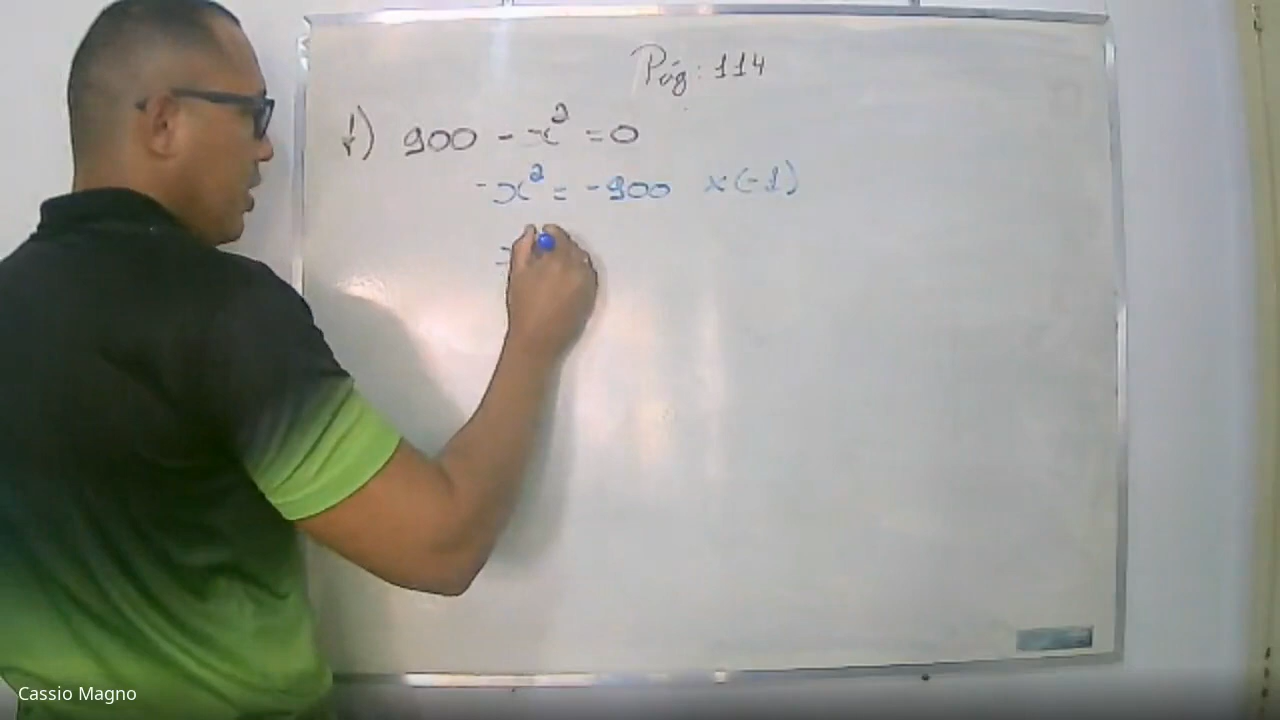 Pág: 114
f) 900 - x² = 0
-x² = -900 x(-1)
Cassio Magno